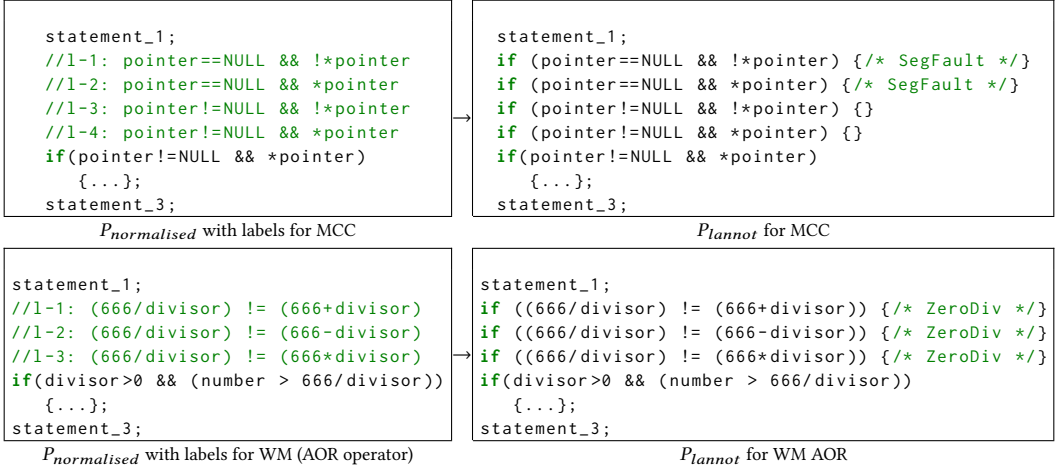 statement_1;
//l-1: pointer==NULL && !*pointer
//l-2: pointer==NULL && *pointer
//l-3: pointer!=NULL && !*pointer
//l-4: pointer!=NULL && *pointer
if(pointer!=NULL && *pointer)
{...};
statement_3;
P_normalised with labels for MCC
→
statement_1;
if (pointer==NULL && !*pointer) {/* SegFault */}
if (pointer==NULL && *pointer) {/* SegFault */}
if (pointer!=NULL && !*pointer) {}
if (pointer!=NULL && *pointer) {}
if(pointer!=NULL && *pointer)
{...};
statement_3;
P_lannot for MCC
statement_1;
//l-1: (666/divisor) != (666+divisor)
//l-2: (666/divisor) != (666-divisor)
//l-3: (666/divisor) != (666*divisor)
if(divisor>0 && (number > 666/divisor))
{...};
statement_3;
P_normalised with labels for WM (AOR operator)
→
statement_1;
if ((666/divisor) != (666+divisor)) {/* ZeroDiv */}
if ((666/divisor) != (666-divisor)) {/* ZeroDiv */}
if ((666/divisor) != (666*divisor)) {/* ZeroDiv */}
if(divisor>0 && (number > 666/divisor))
{...};
statement_3;
P_lannot for WM AOR